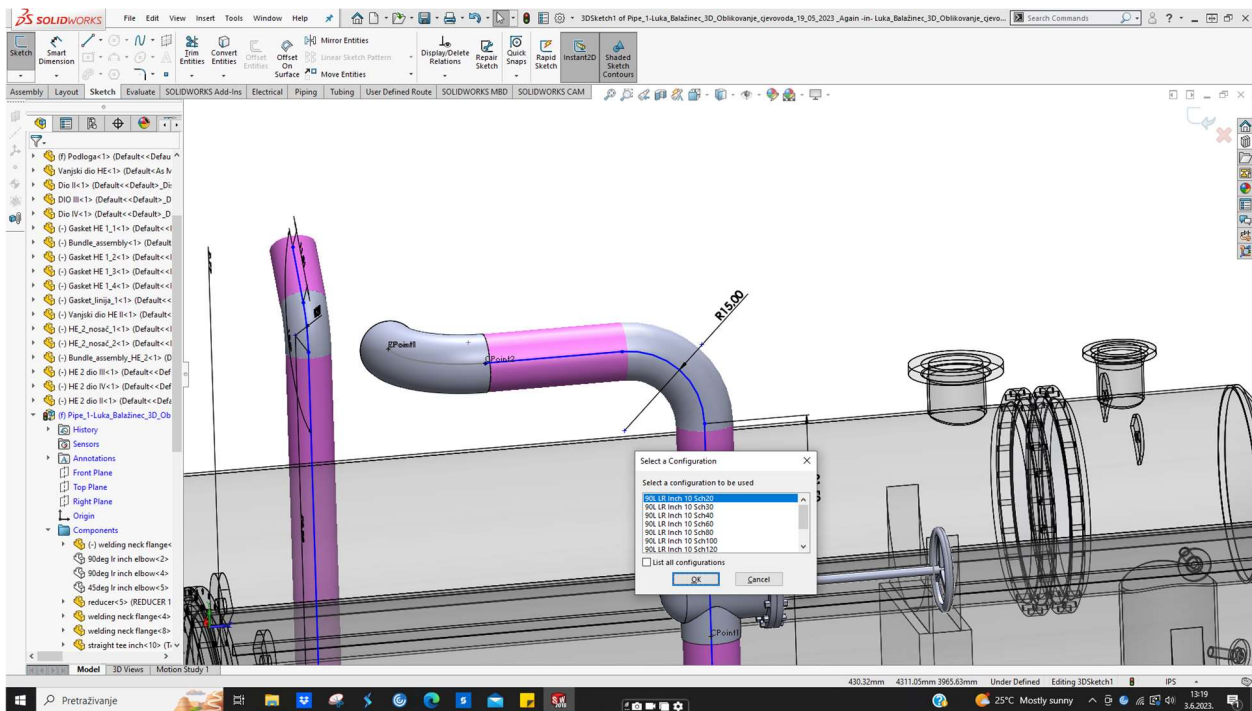 SOLIDWORKS File Edit View Insert Tools Window Help
3DSketch1 of Pipe_1-Luka_Balažinec_3D_Oblikovanje_cjevovoda_19_05_2023 _Again -in- Luka_Balažinec_3D_Oblikovanje_cjevo...
Search Commands
Sketch
Smart Dimension
Trim Entities
Convert Entities
Offset Entities
Offset On Surface
Mirror Entities
Linear Sketch Pattern
Move Entities
Display/Delete Relations
Repair Sketch
Quick Snaps
Rapid Sketch
Instant2D
Shaded Sketch Contours
Assembly Layout Sketch Evaluate SOLIDWORKS Add-Ins Electrical Piping Tubing User Defined Route SOLIDWORKS MBD SOLIDWORKS CAM
(f) Podloga<1> (Default<<Defau
Vanjski dio HE<1> (Default<As M
Dio II<1> (Default<<Default>_Di
DIO III<1> (Default<<Default>_D
Dio IV<1> (Default<<Default>_D
(-) Gasket HE 1_1<1> (Default<<
(-) Bundle_assembly<1> (Default
(-) Gasket HE 1_2<1> (Default<<
(-) Gasket HE 1_3<1> (Default<<
(-) Gasket HE 1_4<1> (Default<<
(-) Gasket_linija_1<1> (Default<<
(-) Vanjski dio HE II<1> (Default<
(-) HE_2_nosač_1<1> (Default<<
(-) HE_2_nosač_2<1> (Default<<
(-) Bundle_assembly_HE_2<1> (D
(-) HE 2 dio III<1> (Default<<Def
(-) HE 2 dio IV<1> (Default<<Def
(-) HE 2 dio II<1> (Default<<Defa
(f) Pipe_1-Luka_Balažinec_3D_Ob
History
Sensors
Annotations
Front Plane
Top Plane
Right Plane
Origin
Components
(-) welding neck flange<
90deg lr inch elbow<2>
90deg lr inch elbow<4>
45deg lr inch elbow<5>
reducer<5> (REDUCER 1
welding neck flange<4>
welding neck flange<8>
straight tee inch<10> (T
CPoint2
R15,00
Select a Configuration
Select a configuration to be used
90L LR Inch 10 Sch20
90L LR Inch 10 Sch30
90L LR Inch 10 Sch40
90L LR Inch 10 Sch60
90L LR Inch 10 Sch80
90L LR Inch 10 Sch100
90L LR Inch 10 Sch120
List all configurations
OK Cancel
CPoint1
Model 3D Views Motion Study 1
430.32mm 4311.05mm 3965.63mm Under Defined Editing 3DSketch1 IPS
Pretraživanje
25°C Mostly sunny
13:19
3.6.2023.